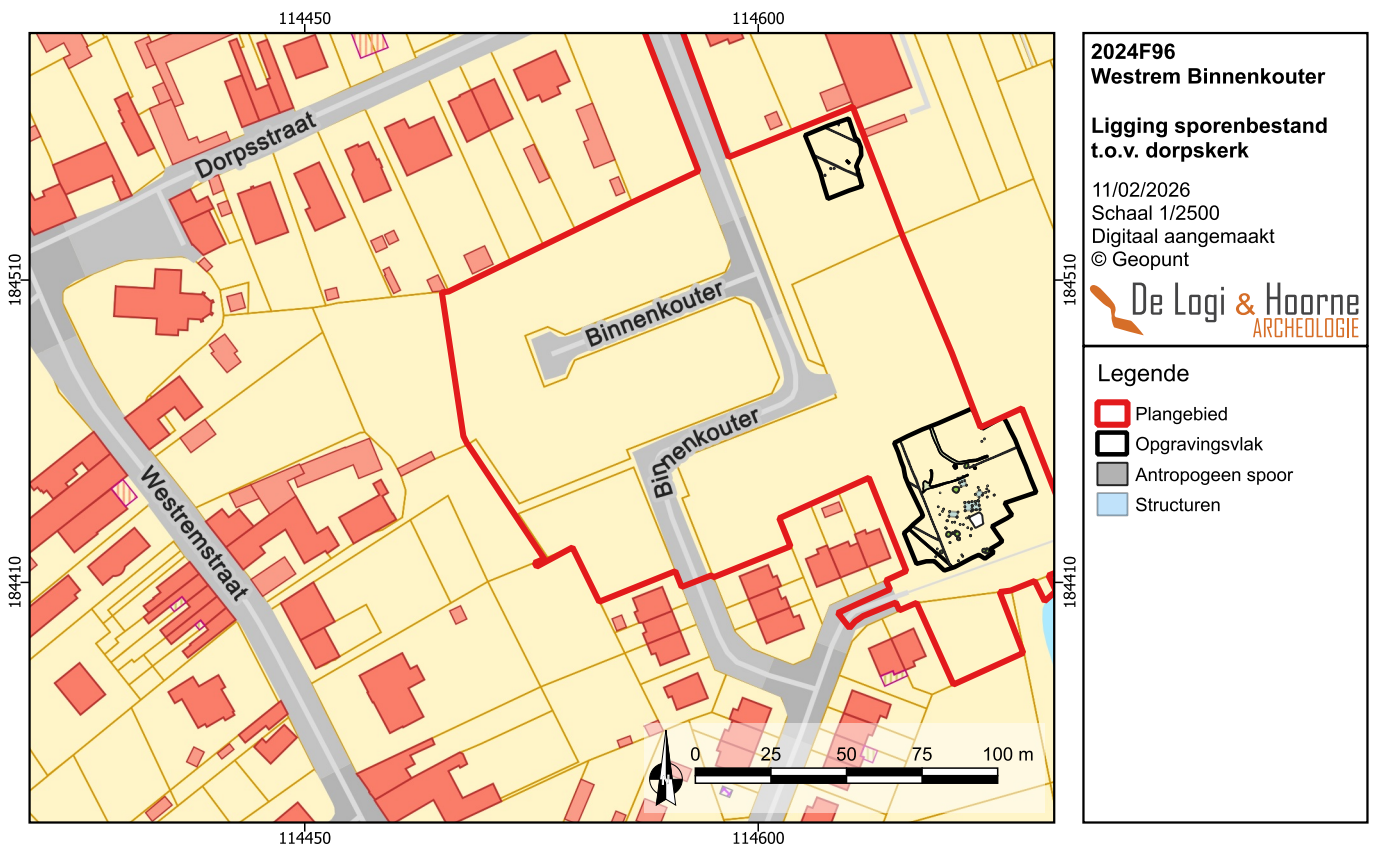 114450
114600
184510
184410
Dorpsstraat
Binnenkouter
Binnenkouter
Westremstraat
184510
184410
N
0 25 50 75 100 m
114450
114600
2024F96
Westrem Binnenkouter
Ligging sporenbestand
t.o.v. dorpskerk
11/02/2026
Schaal 1/2500
Digitaal aangemaakt
© Geopunt
De Logi & Hoorne
ARCHEOLOGIE
Legende
Plangebied
Opgravingsvlak
Antropogeen spoor
Structuren